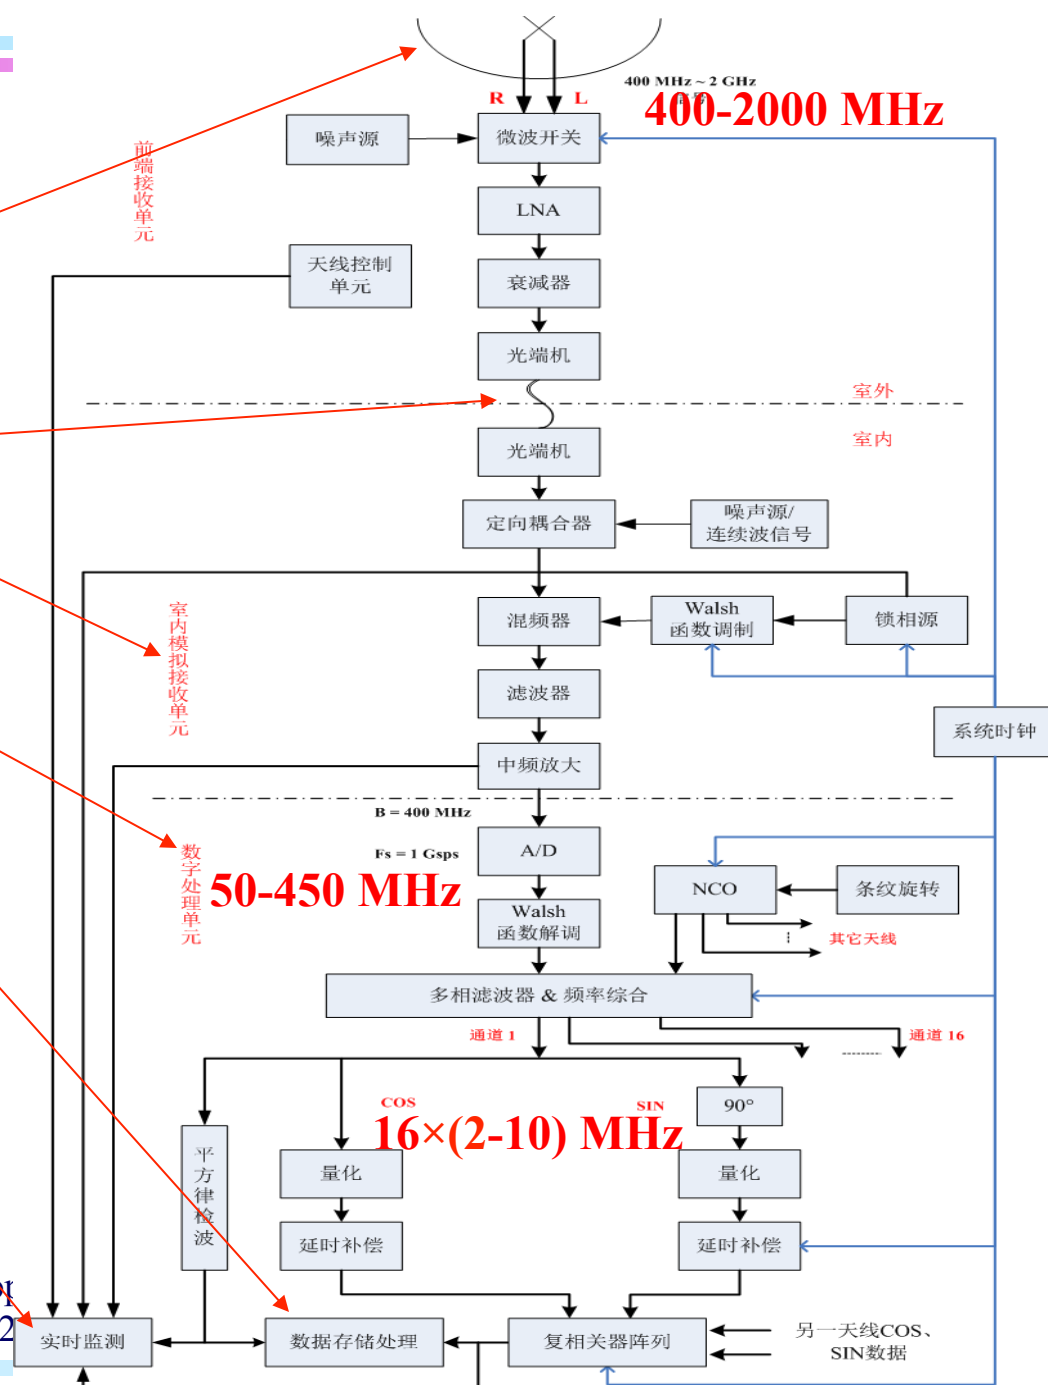 400 MHz ~ 2 GHz
R
L
400-2000 MHz
噪声源
微波开关
前端接收单元
LNA
天线控制
单元
衰减器
光端机
室外
室内
光端机
定向耦合器
噪声源/
连续波信号
室内模拟接收单元
混频器
Walsh
函数调制
锁相源
滤波器
系统时钟
中频放大
B = 400 MHz
Fs = 1 Gsps
A/D
数字处理单元
50-450 MHz
NCO
条纹旋转
Walsh
函数解调
其它天线
多相滤波器 & 频率综合
通道 1
通道 16
COS
SIN
90°
16×(2-10) MHz
平方律检波
量化
量化
延时补偿
延时补偿
实时监测
数据存储处理
复相关器阵列
另一天线COS、
SIN数据